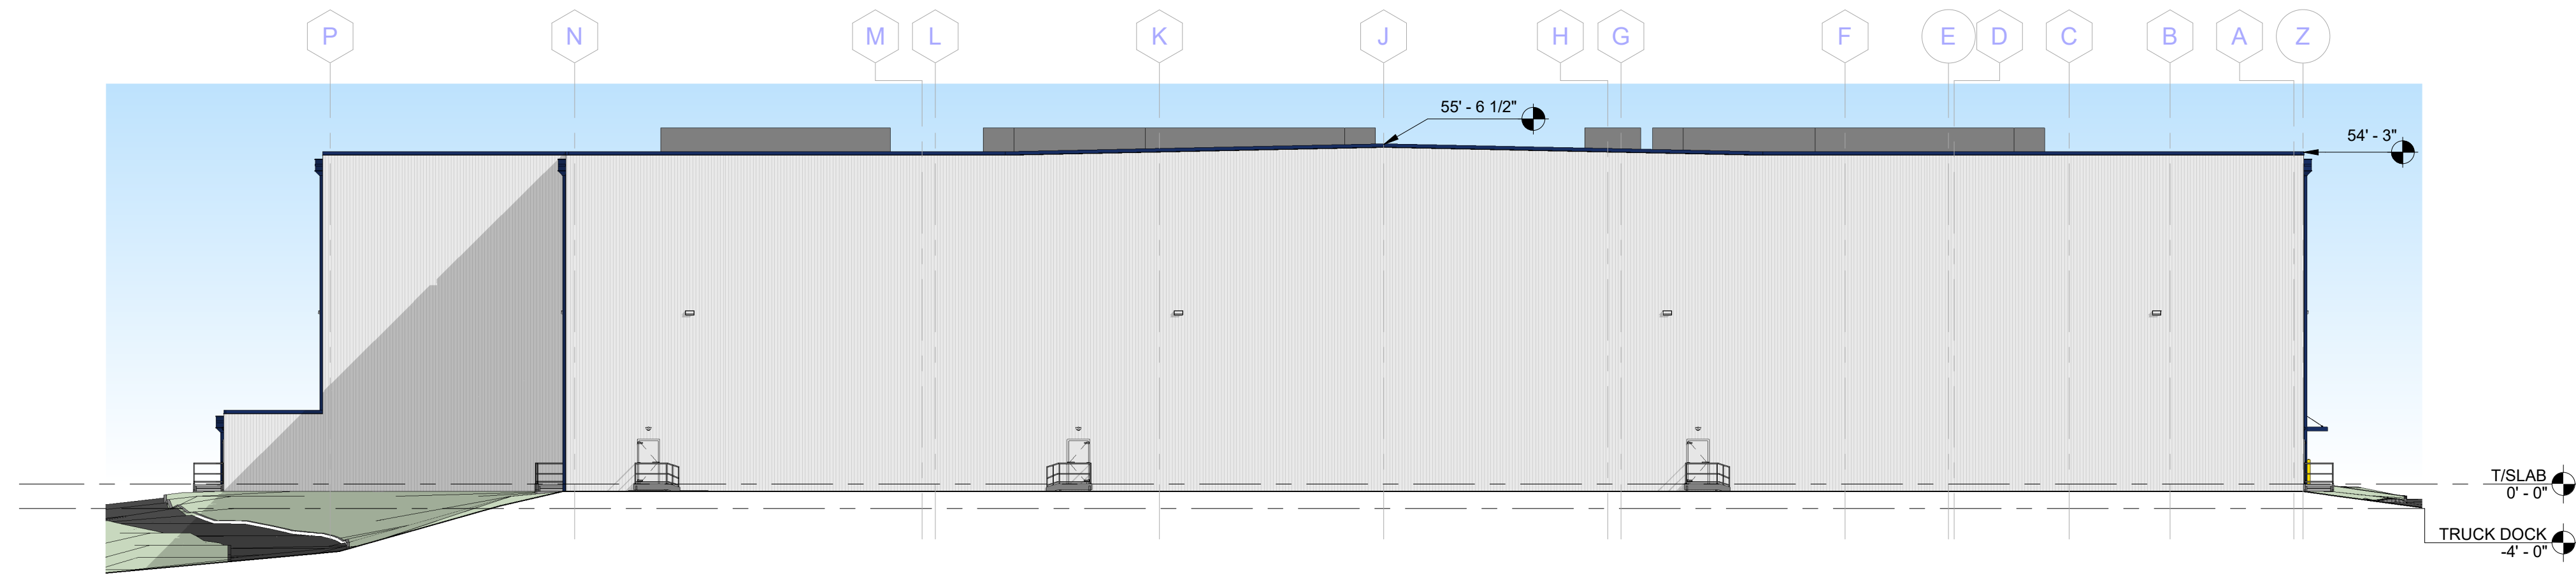 P
N
M
L
K
J
H
G
F
E
D
C
B
A
Z
55' - 6 1/2"
54' - 3"
T/SLAB
0' - 0"
TRUCK DOCK
-4' - 0"